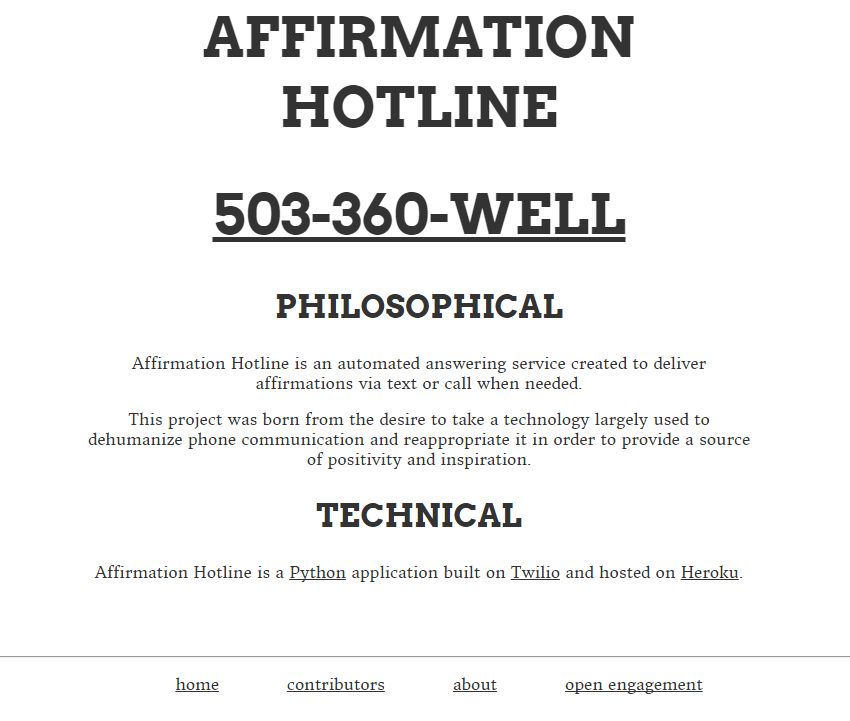 AFFIRMATION
HOTLINE
503-360-WELL
PHILOSOPHICAL
Affirmation Hotline is an automated answering service created to deliver
affirmations via text or call when needed.
This project was born from the desire to take a technology largely used to
dehumanize phone communication and reappropriate it in order to provide a source
of positivity and inspiration.
TECHNICAL
Affirmation Hotline is a Python application built on Twilio and hosted on Heroku.
home contributors about open engagement